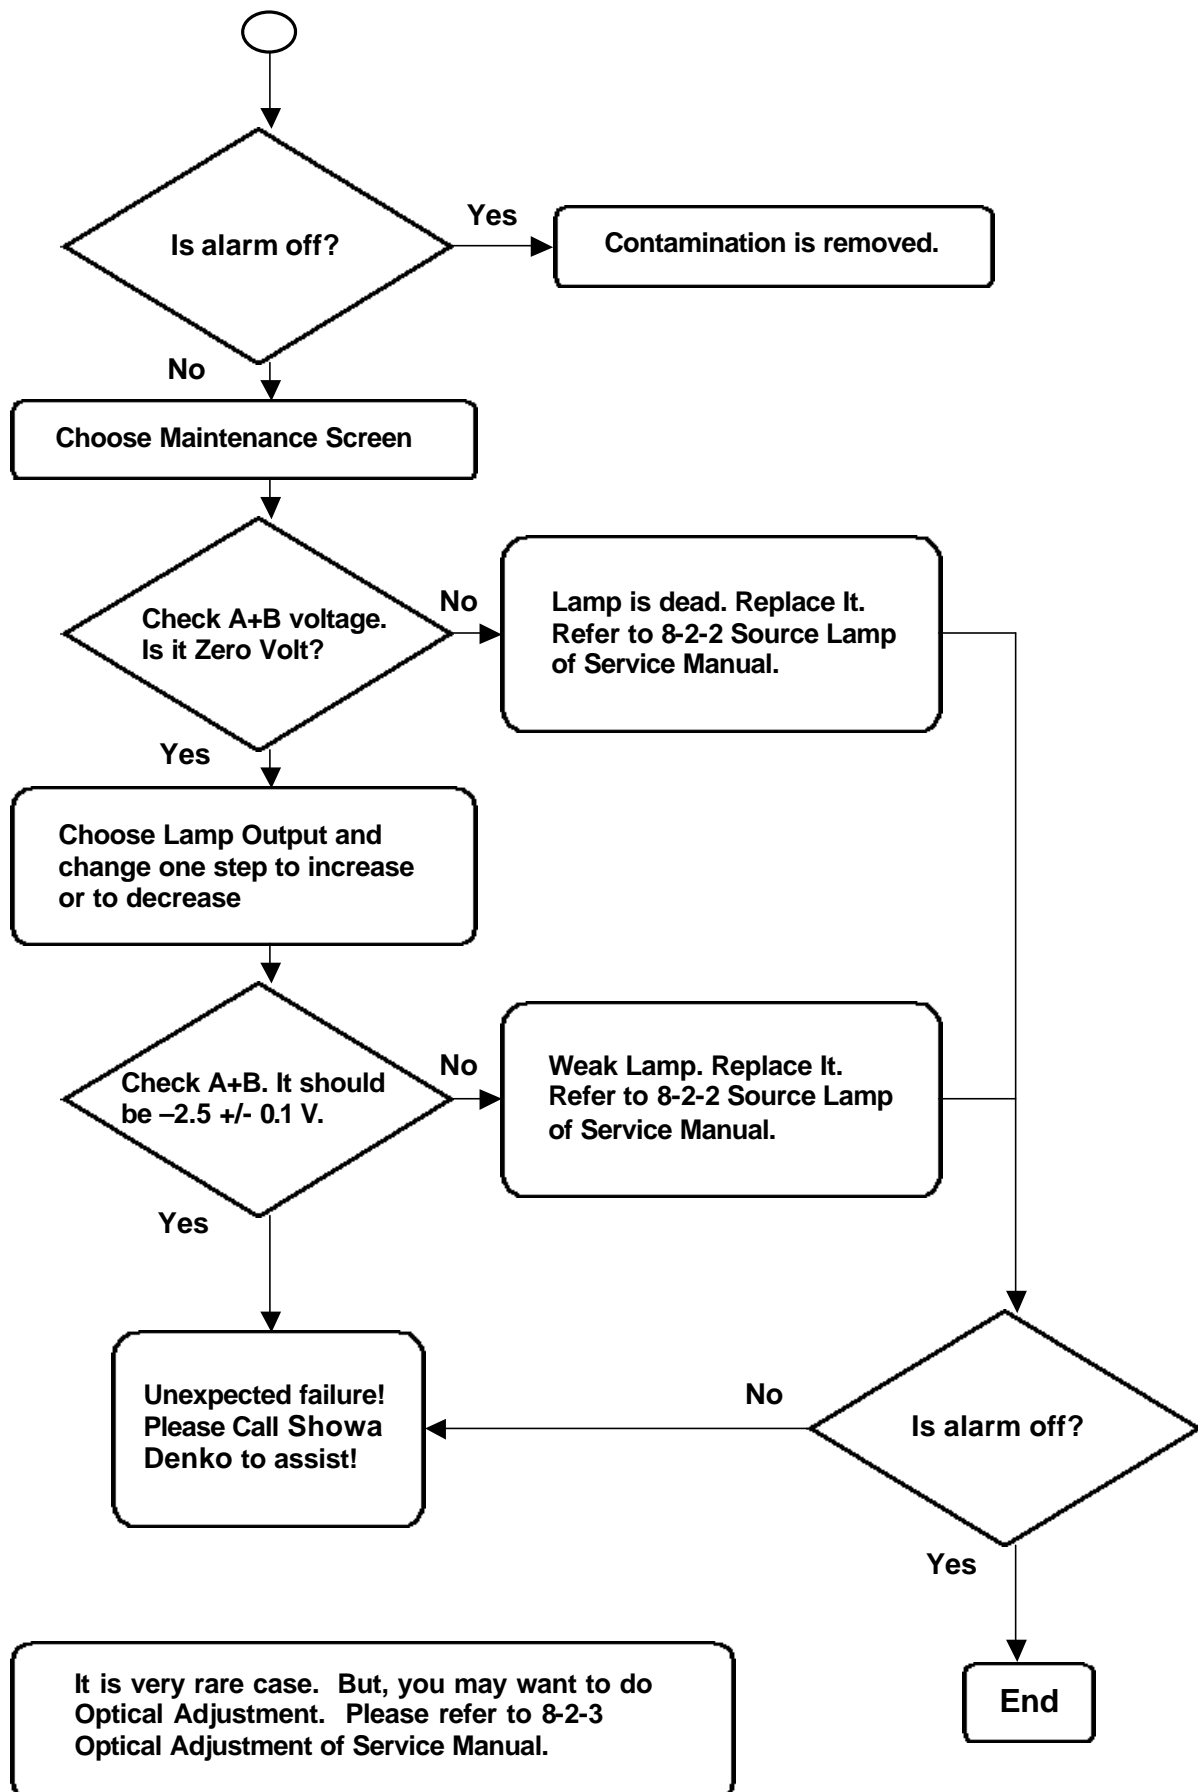 Is alarm off?
Yes
Contamination is removed.
No
Choose Maintenance Screen
Check A+B voltage.
Is it Zero Volt?
No
Lamp is dead. Replace It.
Refer to 8-2-2 Source Lamp
of Service Manual.
Yes
Choose Lamp Output and
change one step to increase
or to decrease
Check A+B. It should
be –2.5 +/- 0.1 V.
No
Weak Lamp. Replace It.
Refer to 8-2-2 Source Lamp
of Service Manual.
Yes
Unexpected failure!
Please Call Showa
Denko to assist!
No
Is alarm off?
Yes
End
It is very rare case. But, you may want to do
Optical Adjustment. Please refer to 8-2-3
Optical Adjustment of Service Manual.